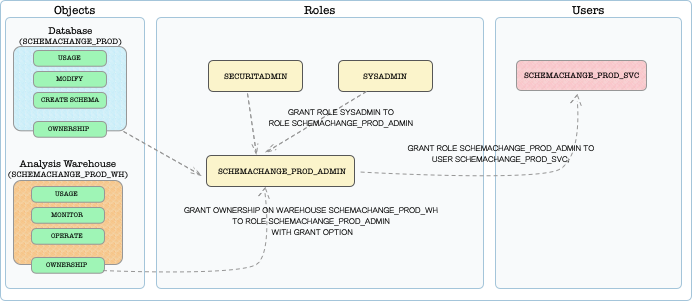 Objects
Roles
Users
Database
(SCHEMACHANGE_PROD)
USAGE
MODIFY
CREATE SCHEMA
OWNERSHIP
Analysis Warehouse
(SCHEMACHANGE_PROD_WH)
USAGE
MONITOR
OPERATE
OWNERSHIP
SECURITADMIN
SYSADMIN
GRANT ROLE SYSADMIN TO
ROLE SCHEMACHANGE_PROD_ADMIN
SCHEMACHANGE_PROD_ADMIN
GRANT OWNERSHIP ON WAREHOUSE SCHEMACHANGE_PROD_WH
TO ROLE SCHEMACHANGE_PROD_ADMIN
WITH GRANT OPTION
SCHEMACHANGE_PROD_SVC
GRANT ROLE SCHEMACHANGE_PROD_ADMIN TO
USER SCHEMACHANGE_PROD_SVC;